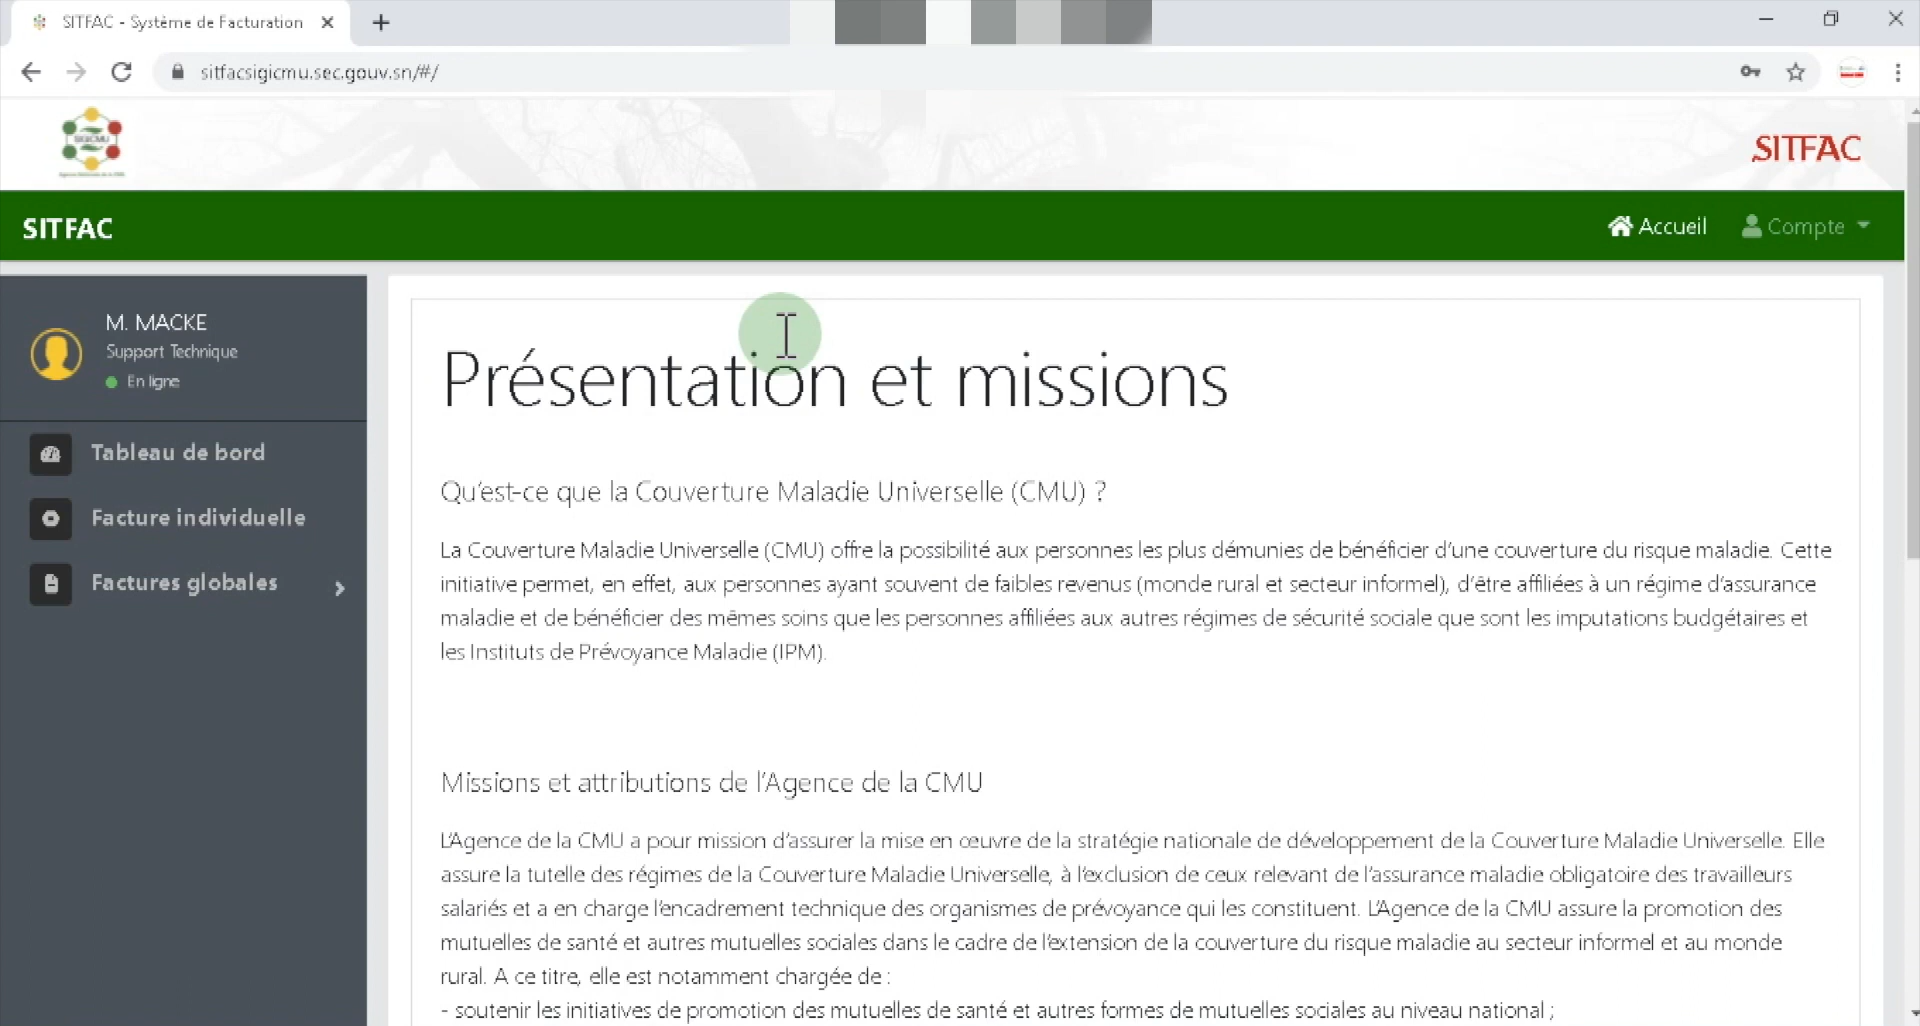 SITFAC - Système de Facturation
sitfacsigicmu.sec.gouv.sn/#/
SIGICMU
SITFAC
SITFAC
Accueil
Compte
M. MACKE
Support Technique
En ligne
Tableau de bord
Facture individuelle
Factures globales
Présentation et missions
Qu'est-ce que la Couverture Maladie Universelle (CMU) ?
La Couverture Maladie Universelle (CMU) offre la possibilité aux personnes les plus démunies de bénéficier d'une couverture du risque maladie. Cette
initiative permet, en effet, aux personnes ayant souvent de faibles revenus (monde rural et secteur informel), d'être affiliées à un régime d'assurance
maladie et de bénéficier des mêmes soins que les personnes affiliées aux autres régimes de sécurité sociale que sont les imputations budgétaires et
les Instituts de Prévoyance Maladie (IPM).
Missions et attributions de l'Agence de la CMU
L'Agence de la CMU a pour mission d'assurer la mise en œuvre de la stratégie nationale de développement de la Couverture Maladie Universelle. Elle
assure la tutelle des régimes de la Couverture Maladie Universelle, à l'exclusion de ceux relevant de l'assurance maladie obligatoire des travailleurs
salariés et a en charge l'encadrement technique des organismes de prévoyance qui les constituent. L'Agence de la CMU assure la promotion des
mutuelles de santé et autres mutuelles sociales dans le cadre de l'extension de la couverture du risque maladie au secteur informel et au monde
rural. A ce titre, elle est notamment chargée de :
- soutenir les initiatives de promotion des mutuelles de santé et autres formes de mutuelles sociales au niveau national ;